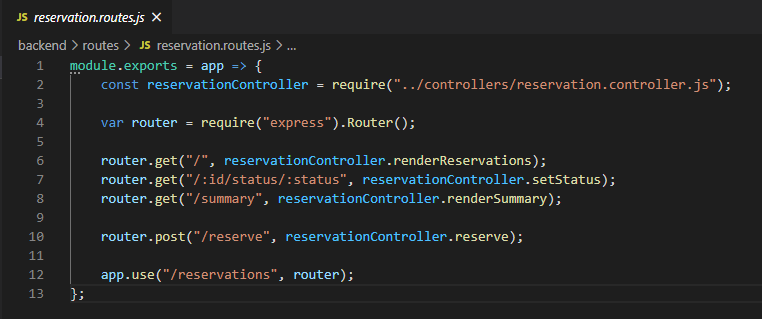 JS reservation.routes.js ×
backend > routes > JS reservation.routes.js > ...
1 module.exports = app => {
2     const reservationController = require("../controllers/reservation.controller.js");
3
4     var router = require("express").Router();
5
6     router.get("/", reservationController.renderReservations);
7     router.get("/:id/status/:status", reservationController.setStatus);
8     router.get("/summary", reservationController.renderSummary);
9
10     router.post("/reserve", reservationController.reserve);
11
12     app.use("/reservations", router);
13 };